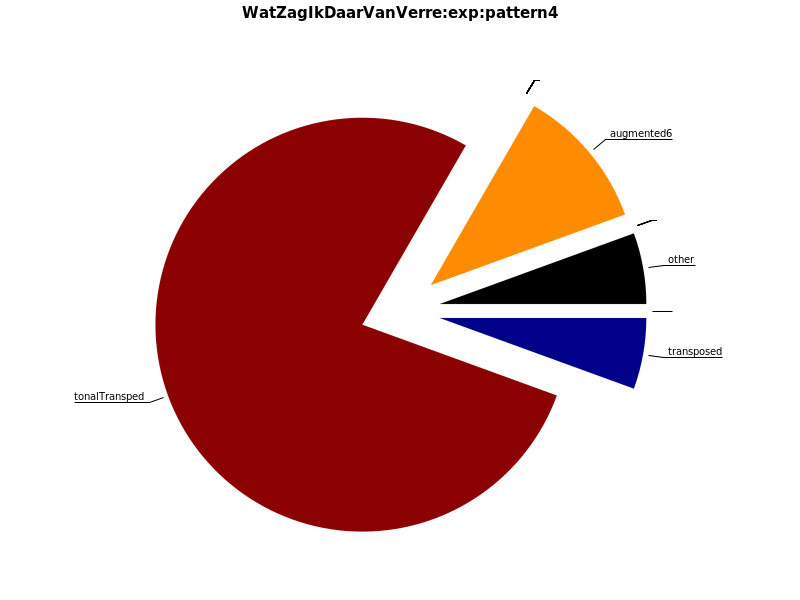 WatZagIkDaarVanVerre:exp:pattern4
augmented6
other
transposed
tonalTransped